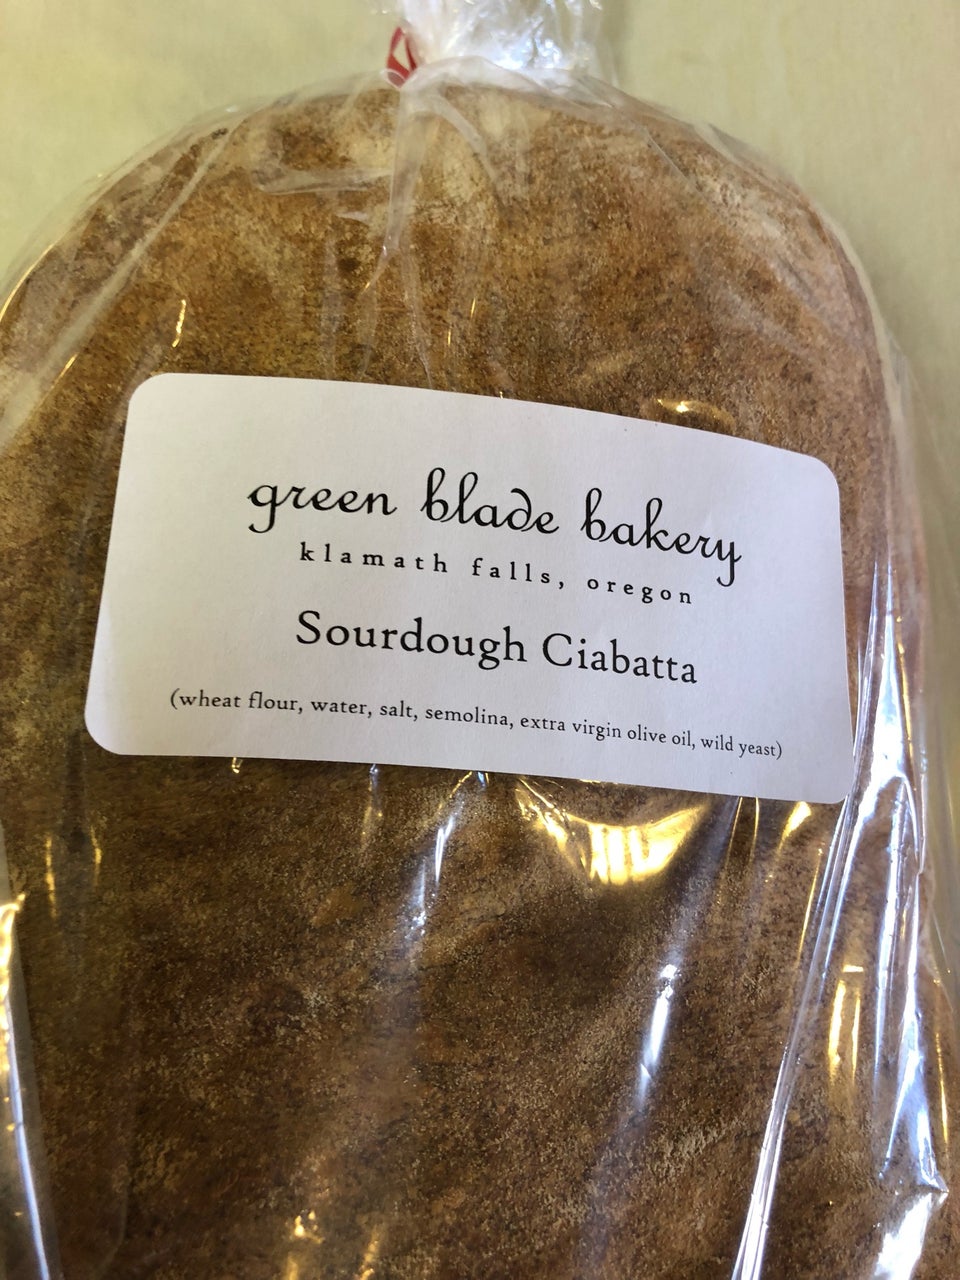 green blade bakery
klamath falls, oregon
Sourdough Ciabatta
(wheat flour, water, salt, semolina, extra virgin olive oil, wild yeast)